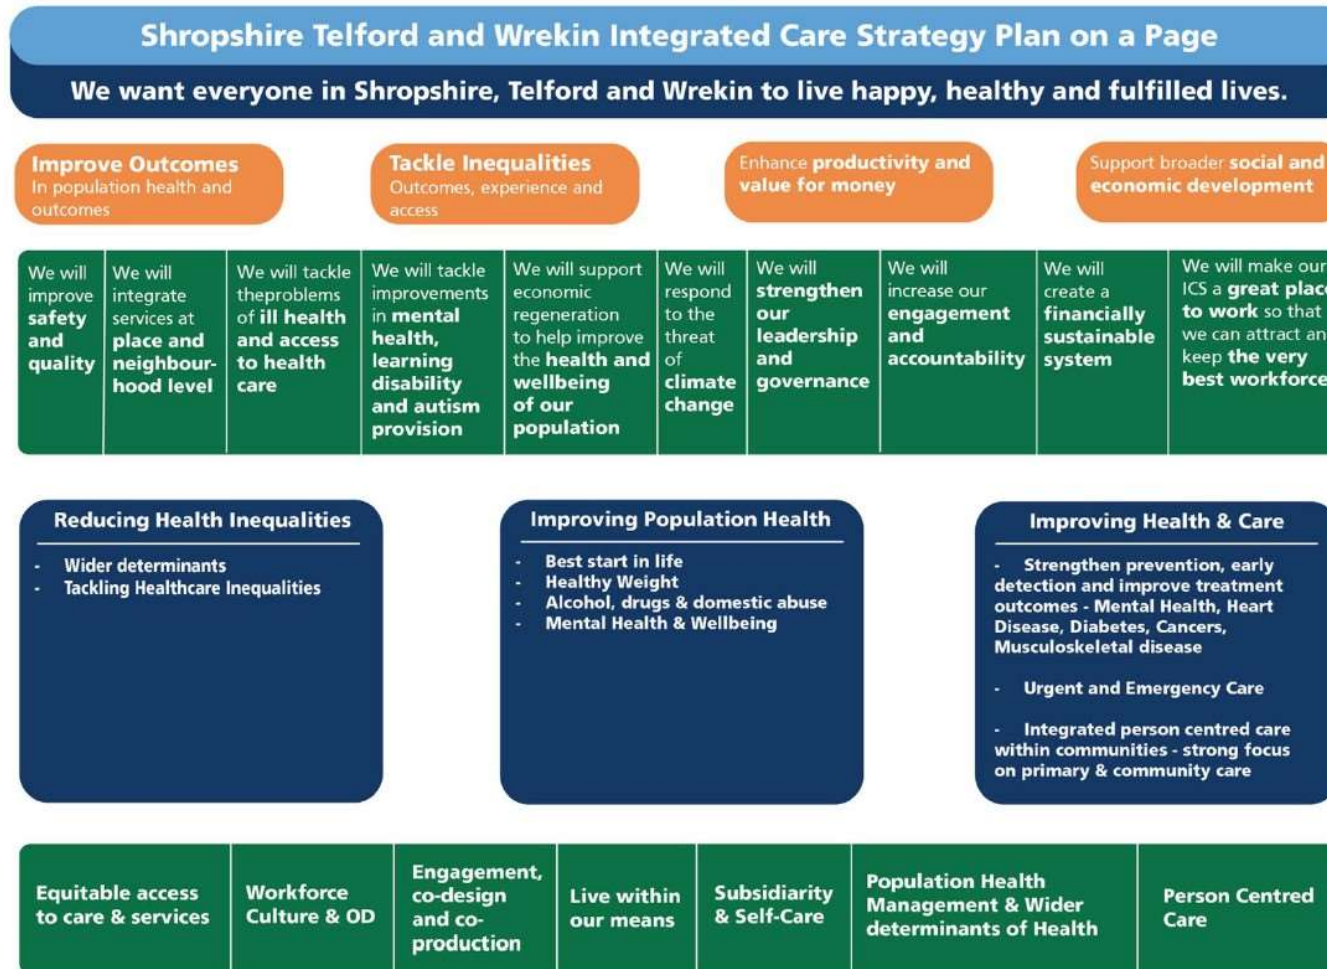 Shropshire Telford and Wrekin Integrated Care Strategy Plan on a Page
We want everyone in Shropshire, Telford and Wrekin to live happy, healthy and fulfilled lives.
Improve Outcomes
In population health and
outcomes
Tackle Inequalities
Outcomes, experience and
access
Enhance productivity and
value for money
Support broader social and
economic development
We will
improve
safety
and
quality
We will
integrate
services at
place and
neighbour-
hood level
We will tackle
theproblems
of ill health
and access
to health
care
We will tackle
improvements
in mental
health,
learning
disability
and autism
provision
We will support
economic
regeneration
to help improve
the health and
wellbeing
of our
population
We will
respond
to the
threat
of
climate
change
We will
strengthen
our
leadership
and
governance
We will
increase our
engagement
and
accountability
We will
create a
financially
sustainable
system
We will make our
ICS a great place
to work so that
we can attract an
keep the very
best workforce
Reducing Health Inequalities
- Wider determinants
- Tackling Healthcare Inequalities
Improving Population Health
- Best start in life
- Healthy Weight
- Alcohol, drugs & domestic abuse
- Mental Health & Wellbeing
Improving Health & Care
- Strengthen prevention, early
detection and improve treatment
outcomes - Mental Health, Heart
Disease, Diabetes, Cancers,
Musculoskeletal disease
- Urgent and Emergency Care
- Integrated person centred care
within communities - strong focus
on primary & community care
Equitable access
to care & services
Workforce
Culture & OD
Engagement,
co-design
and co-
production
Live within
our means
Subsidiarity
& Self-Care
Population Health
Management & Wider
determinants of Health
Person Centred
Care